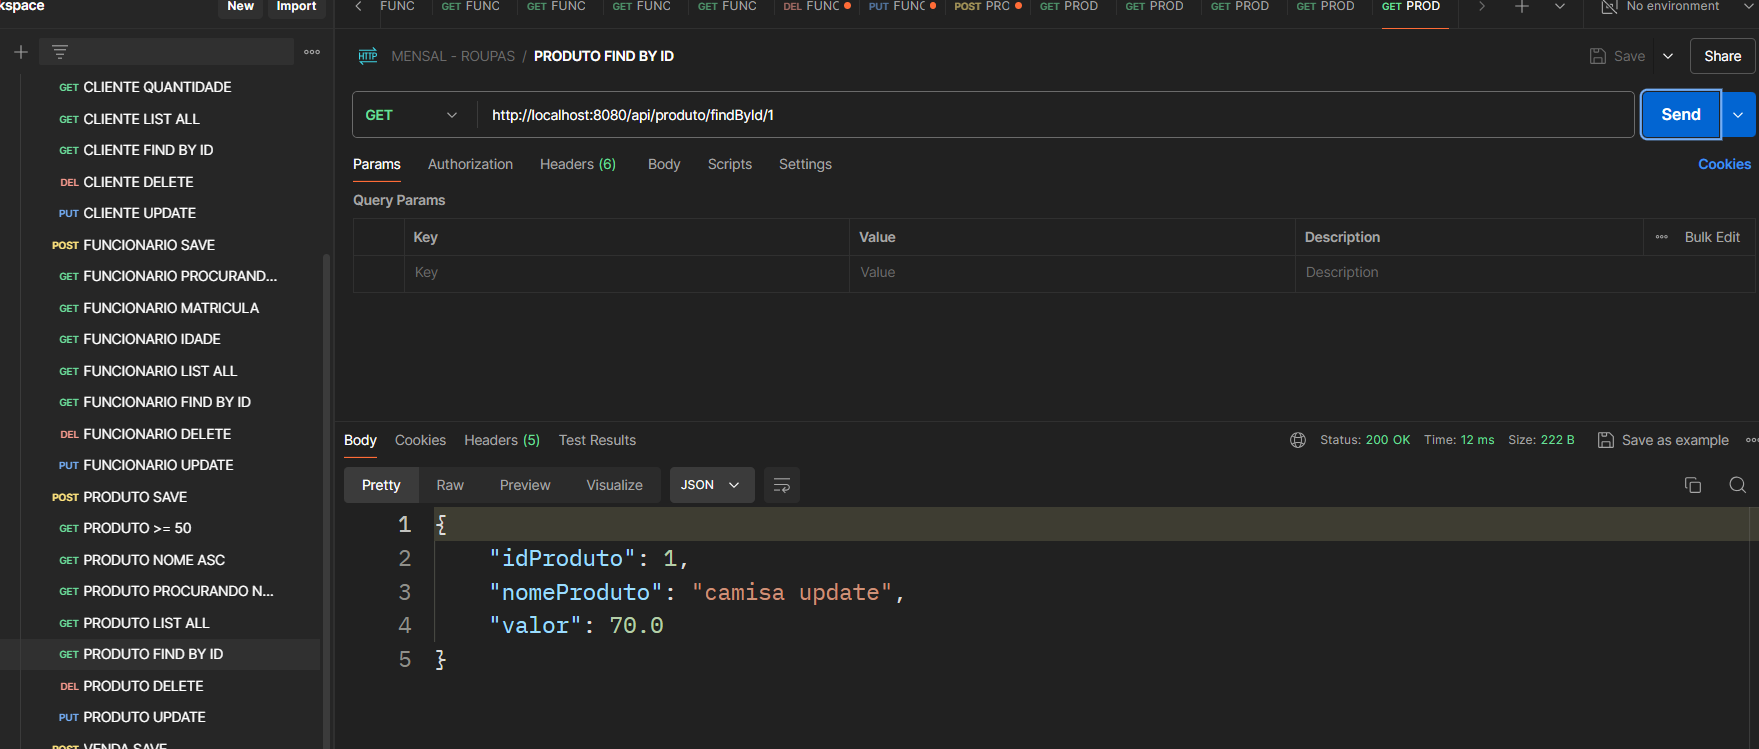 kspace
New
Import
FUNC
GET FUNC
GET FUNC
GET FUNC
GET FUNC
DEL FUNC
PUT FUNC
POST PRC
GET PROD
GET PROD
GET PROD
GET PROD
GET PROD
No environment
HTTP
MENSAL - ROUPAS / PRODUTO FIND BY ID
Save
Share
GET
http://localhost:8080/api/produto/findById/1
Send
Params
Authorization
Headers (6)
Body
Scripts
Settings
Cookies
Query Params
Key
Value
Description
Bulk Edit
Key
Value
Description
GET CLIENTE QUANTIDADE
GET CLIENTE LIST ALL
GET CLIENTE FIND BY ID
DEL CLIENTE DELETE
PUT CLIENTE UPDATE
POST FUNCIONARIO SAVE
GET FUNCIONARIO PROCURAND...
GET FUNCIONARIO MATRICULA
GET FUNCIONARIO IDADE
GET FUNCIONARIO LIST ALL
GET FUNCIONARIO FIND BY ID
DEL FUNCIONARIO DELETE
PUT FUNCIONARIO UPDATE
POST PRODUTO SAVE
GET PRODUTO >= 50
GET PRODUTO NOME ASC
GET PRODUTO PROCURANDO N...
GET PRODUTO LIST ALL
GET PRODUTO FIND BY ID
DEL PRODUTO DELETE
PUT PRODUTO UPDATE
POST VENDA SAVE
Body
Cookies
Headers (5)
Test Results
Status: 200 OK
Time: 12 ms
Size: 222 B
Save as example
Pretty
Raw
Preview
Visualize
JSON
1 {
2 "idProduto": 1,
3 "nomeProduto": "camisa update",
4 "valor": 70.0
5 }